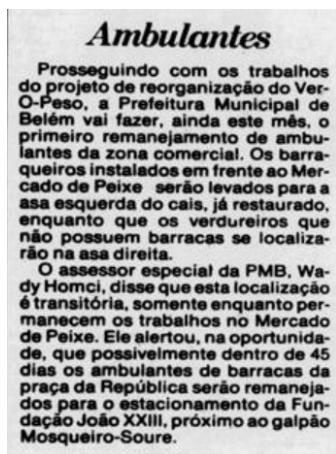 Ambulantes
Prosseguindo com os trabalhos
do projeto de reorganização do Ver-
O-Peso, a Prefeitura Municipal de
Belém vai fazer, ainda este mês, o
primeiro remanejamento de ambu-
lantes da zona comercial. Os barra-
queiros instalados em frente ao Mer-
cado de Peixe serão levados para a
asa esquerda do cais, já restaurado,
enquanto que os verdureiros que
não possuem barracas se localiza-
rão na asa direita.
O assessor especial da PMB, Wa-
dy Homci, disse que esta localização
é transitória, somente enquanto per-
manecem os trabalhos no Mercado
de Peixe. Ele alertou, na oportunida-
de, que possivelmente dentro de 45
dias os ambulantes de barracas da
praça da República serão remaneja-
dos para o estacionamento da Fun-
dação João XXIII, próximo ao galpão
Mosqueiro-Soure.